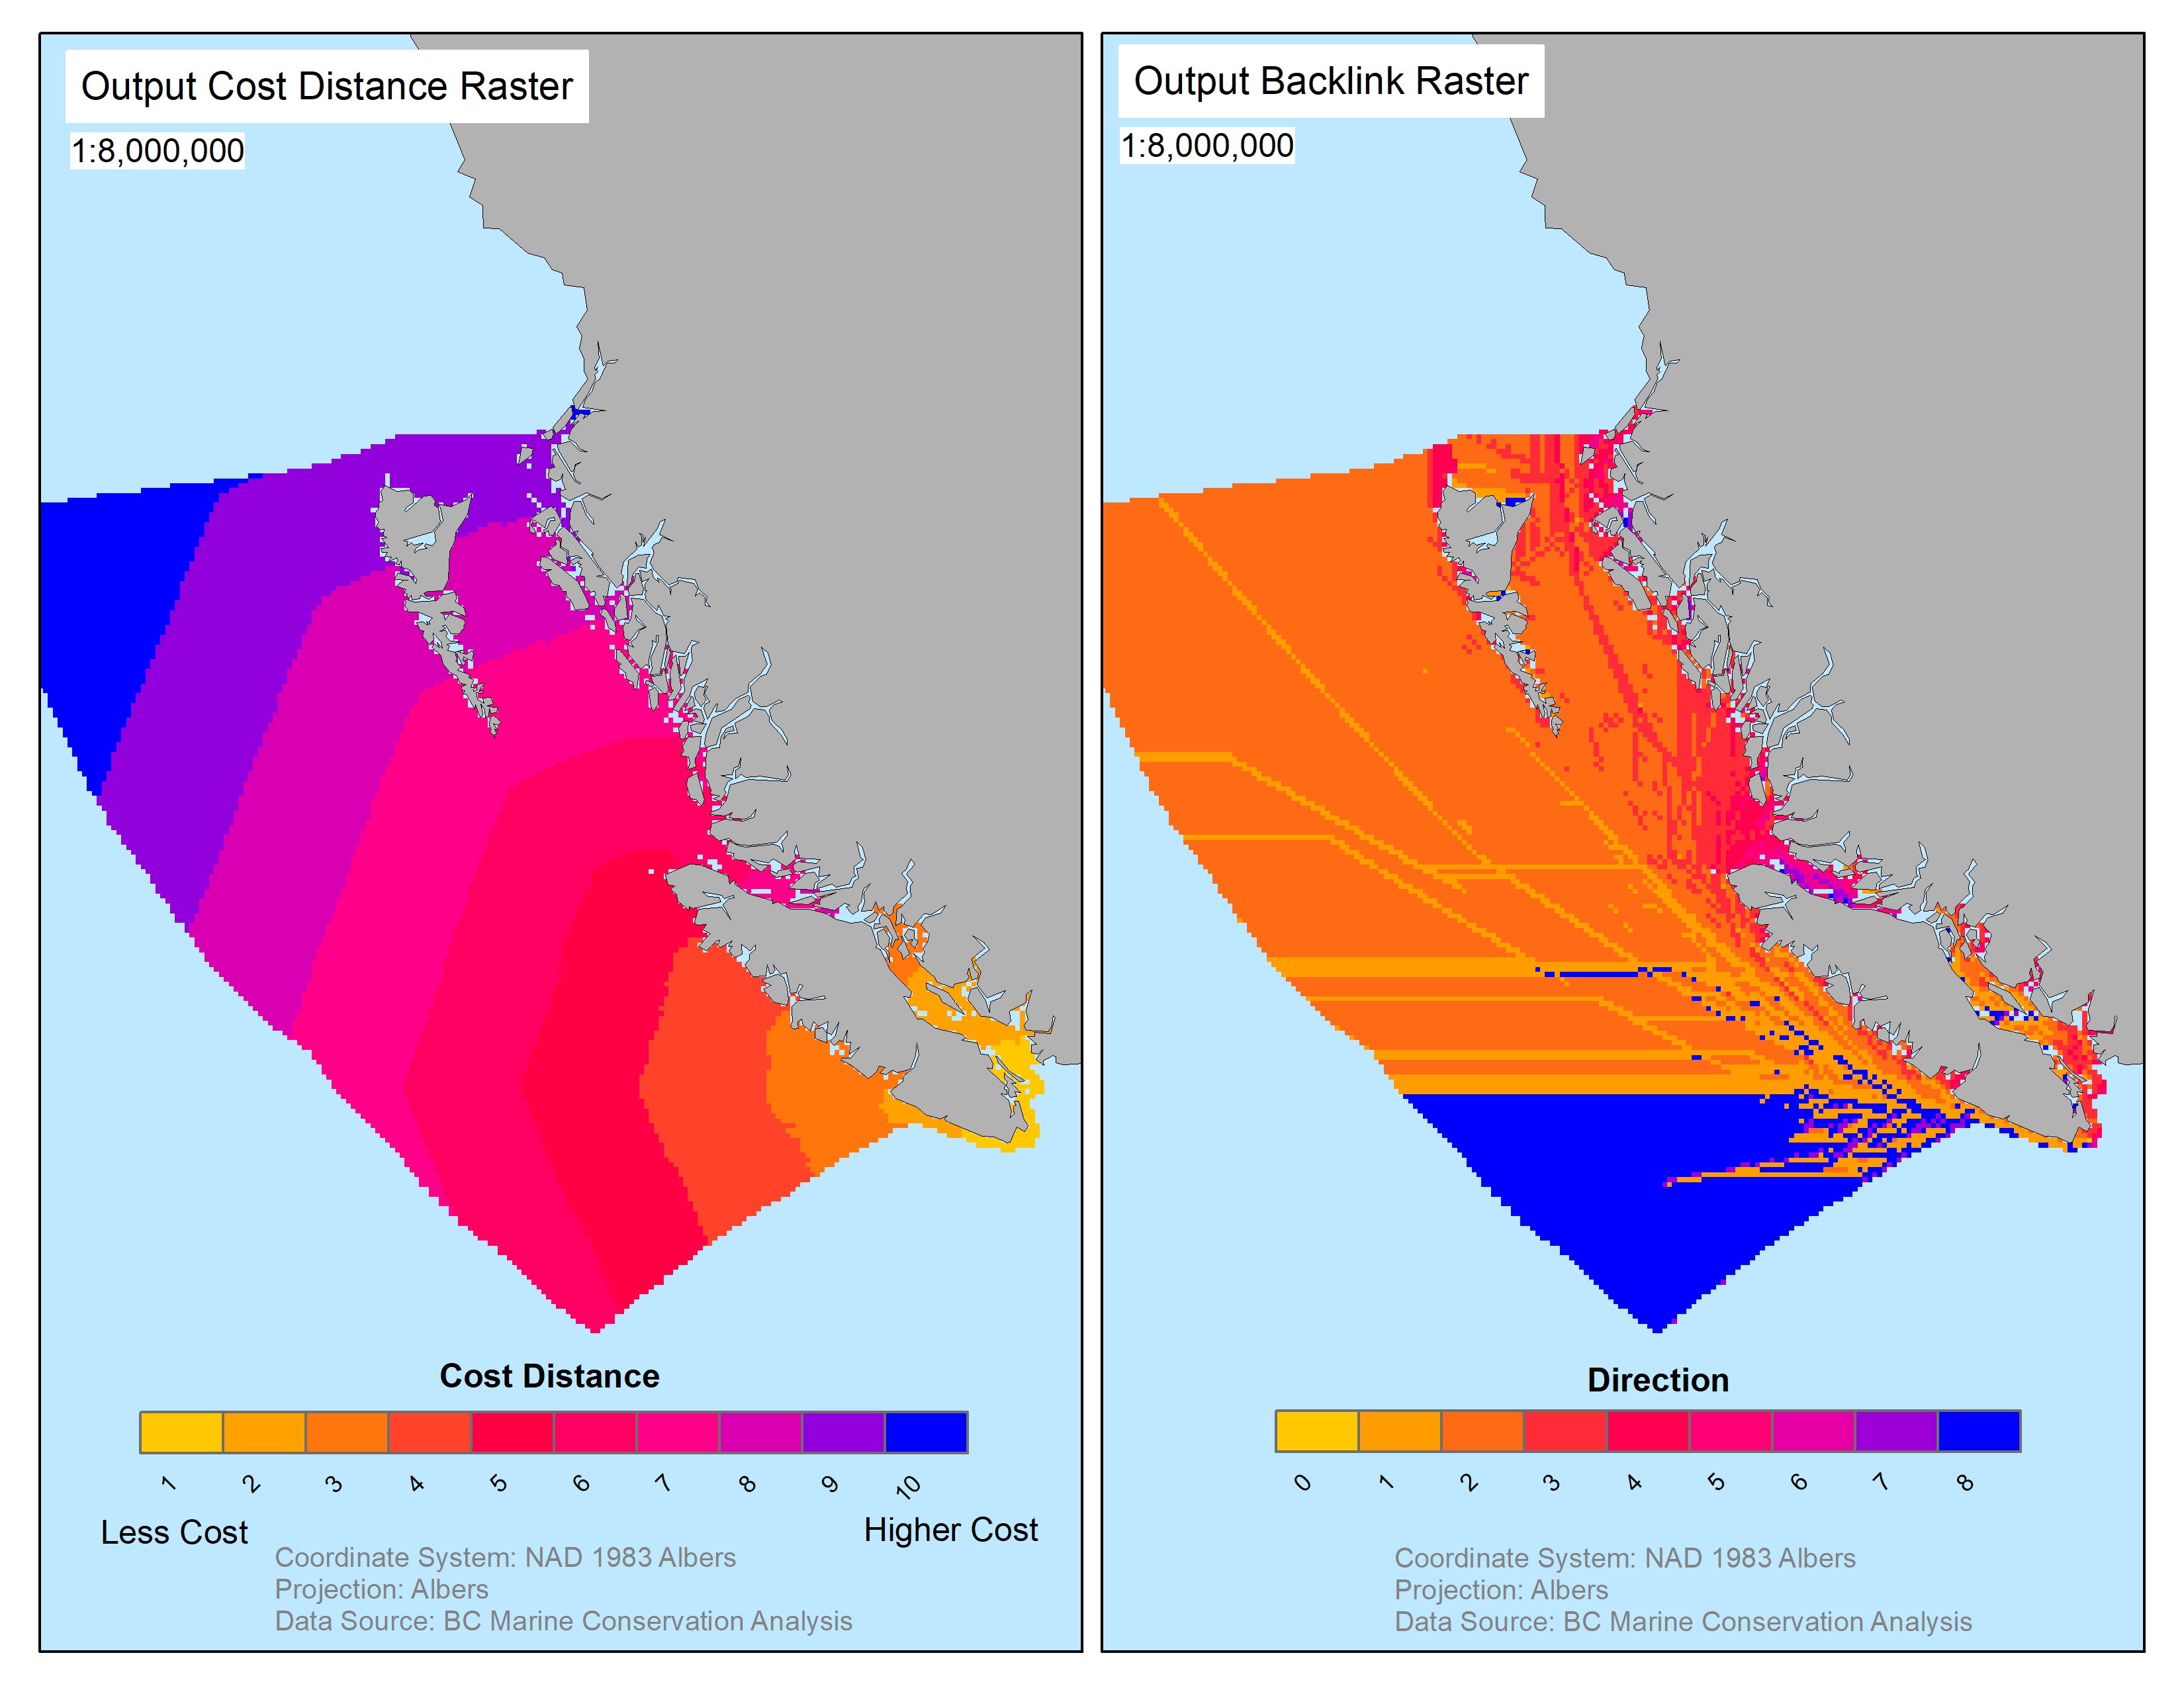 Output Cost Distance Raster
1:8,000,000
Cost Distance
1 2 3 4 5 6 7 8 9 10
Less Cost Higher Cost
Coordinate System: NAD 1983 Albers
Projection: Albers
Data Source: BC Marine Conservation Analysis
Output Backlink Raster
1:8,000,000
Direction
0 1 2 3 4 5 6 7 8
Coordinate System: NAD 1983 Albers
Projection: Albers
Data Source: BC Marine Conservation Analysis